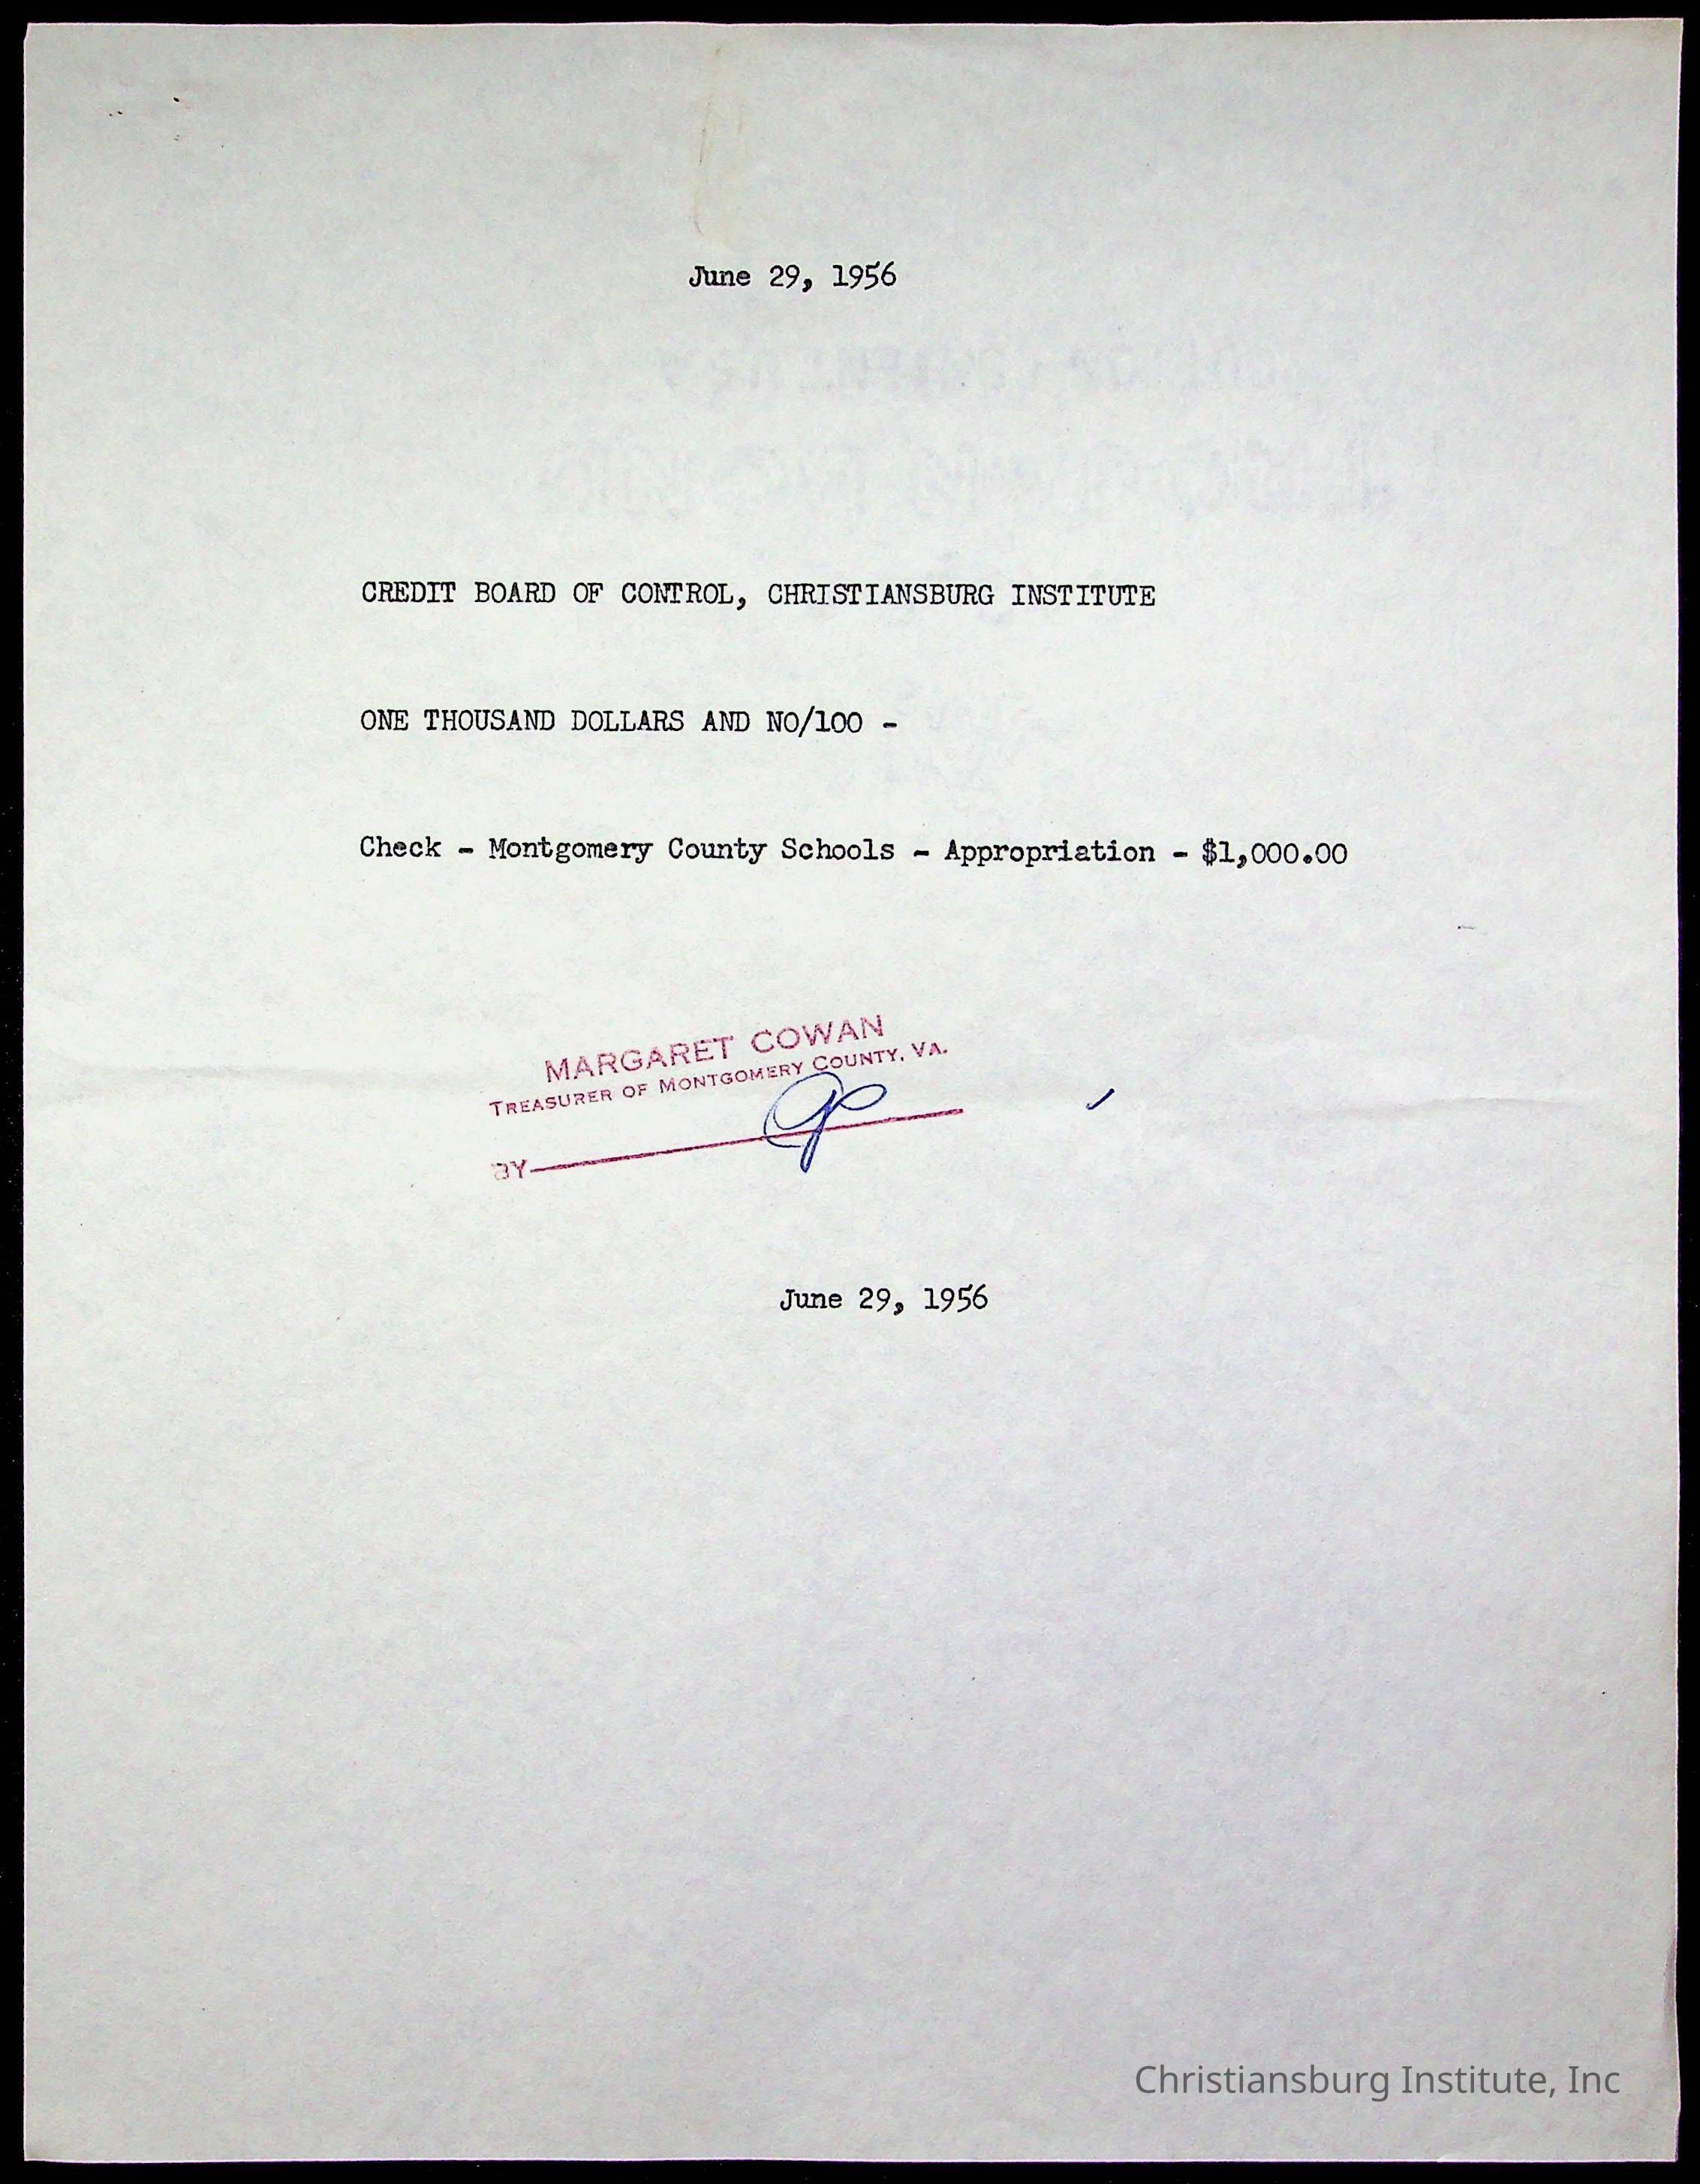 June 29, 1956
CREDIT BOARD OF CONTROL, CHRISTIANSBURG INSTITUTE
ONE THOUSAND DOLLARS AND NO/100 -
Check - Montgomery County Schools - Appropriation - $1,000.00
MARGARET COWAN
TREASURER OF MONTGOMERY COUNTY, VA.
BY
June 29, 1956
Christiansburg Institute, Inc